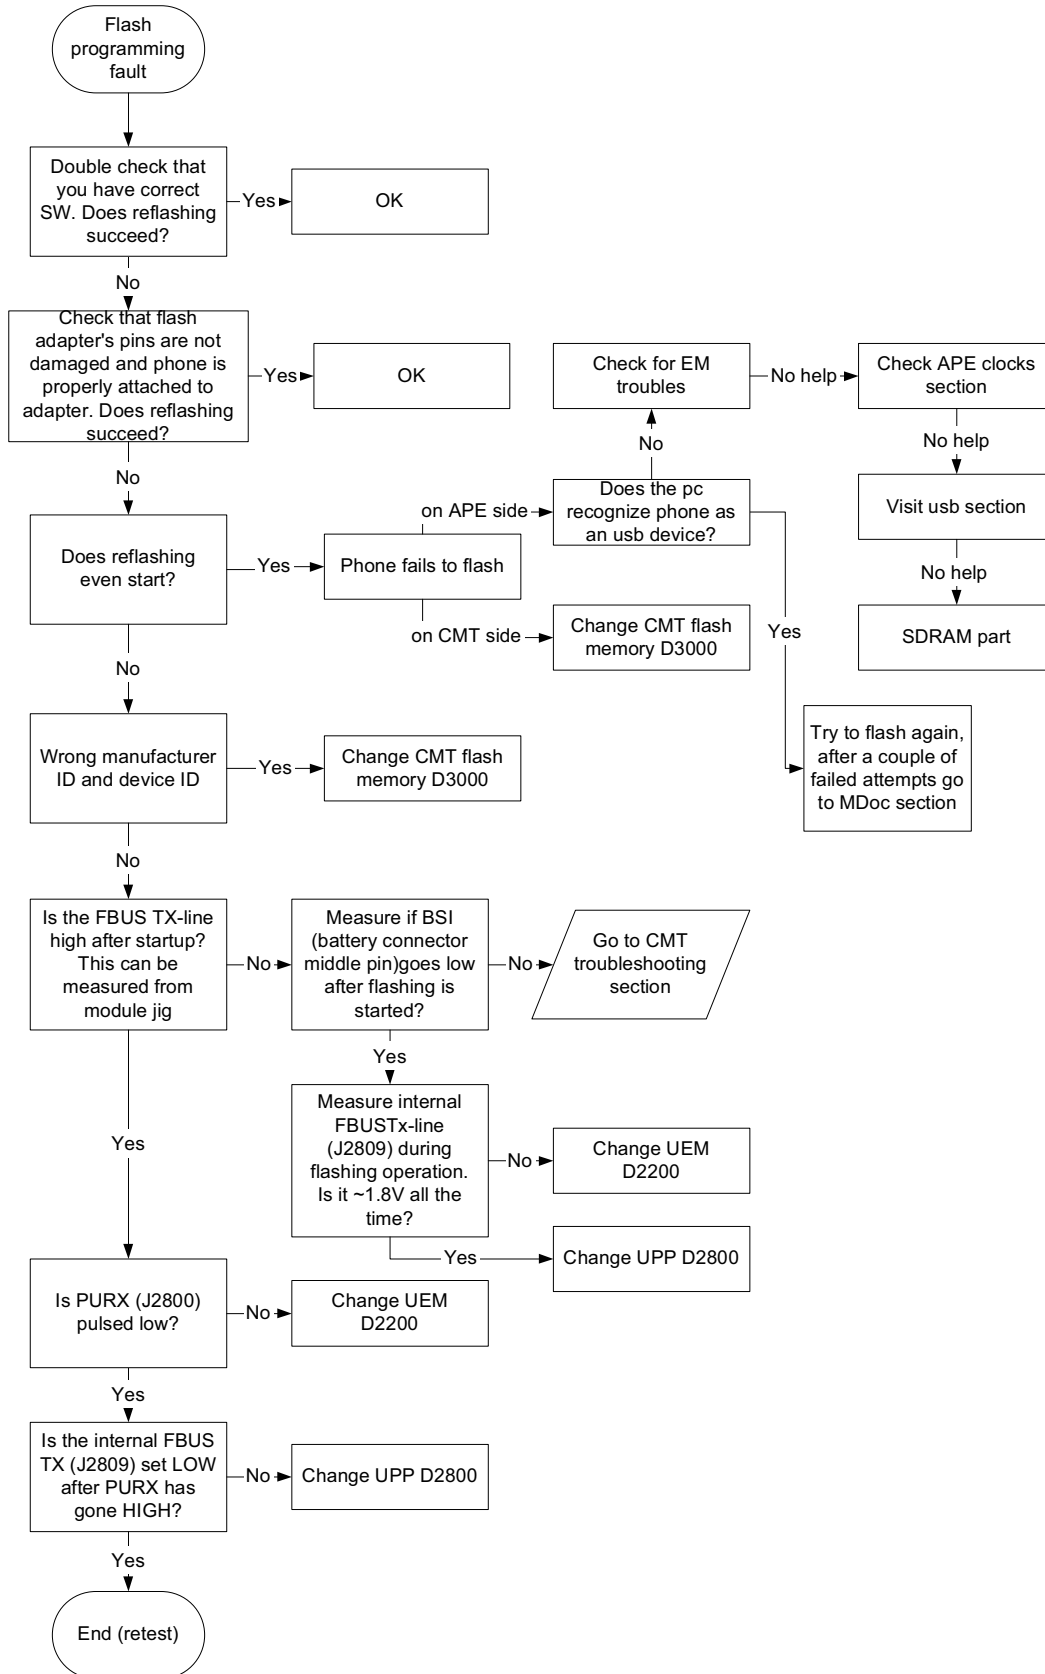 Flash
programming
fault
Double check that
you have correct
SW. Does reflashing
succeed?
Yes
OK
No
Check that flash
adapter's pins are not
damaged and phone is
properly attached to
adapter. Does reflashing
succeed?
Yes
OK
No
Does reflashing
even start?
Yes
Phone fails to flash
on APE side
Does the pc
recognize phone as
an usb device?
No
Check for EM
troubles
No help
Check APE clocks
section
No help
Visit usb section
No help
SDRAM part
Yes
Try to flash again,
after a couple of
failed attempts go
to MDoc section
on CMT side
Change CMT flash
memory D3000
No
Wrong manufacturer
ID and device ID
Yes
Change CMT flash
memory D3000
No
Is the FBUS TX-line
high after startup?
This can be
measured from
module jig
No
Measure if BSI
(battery connector
middle pin)goes low
after flashing is
started?
No
Go to CMT
troubleshooting
section
Yes
Measure internal
FBUSTx-line
(J2809) during
flashing operation.
Is it ~1.8V all the
time?
No
Change UEM
D2200
Yes
Change UPP D2800
Yes
Is PURX (J2800)
pulsed low?
No
Change UEM
D2200
Yes
Is the internal FBUS
TX (J2809) set LOW
after PURX has
gone HIGH?
No
Change UPP D2800
Yes
End (retest)